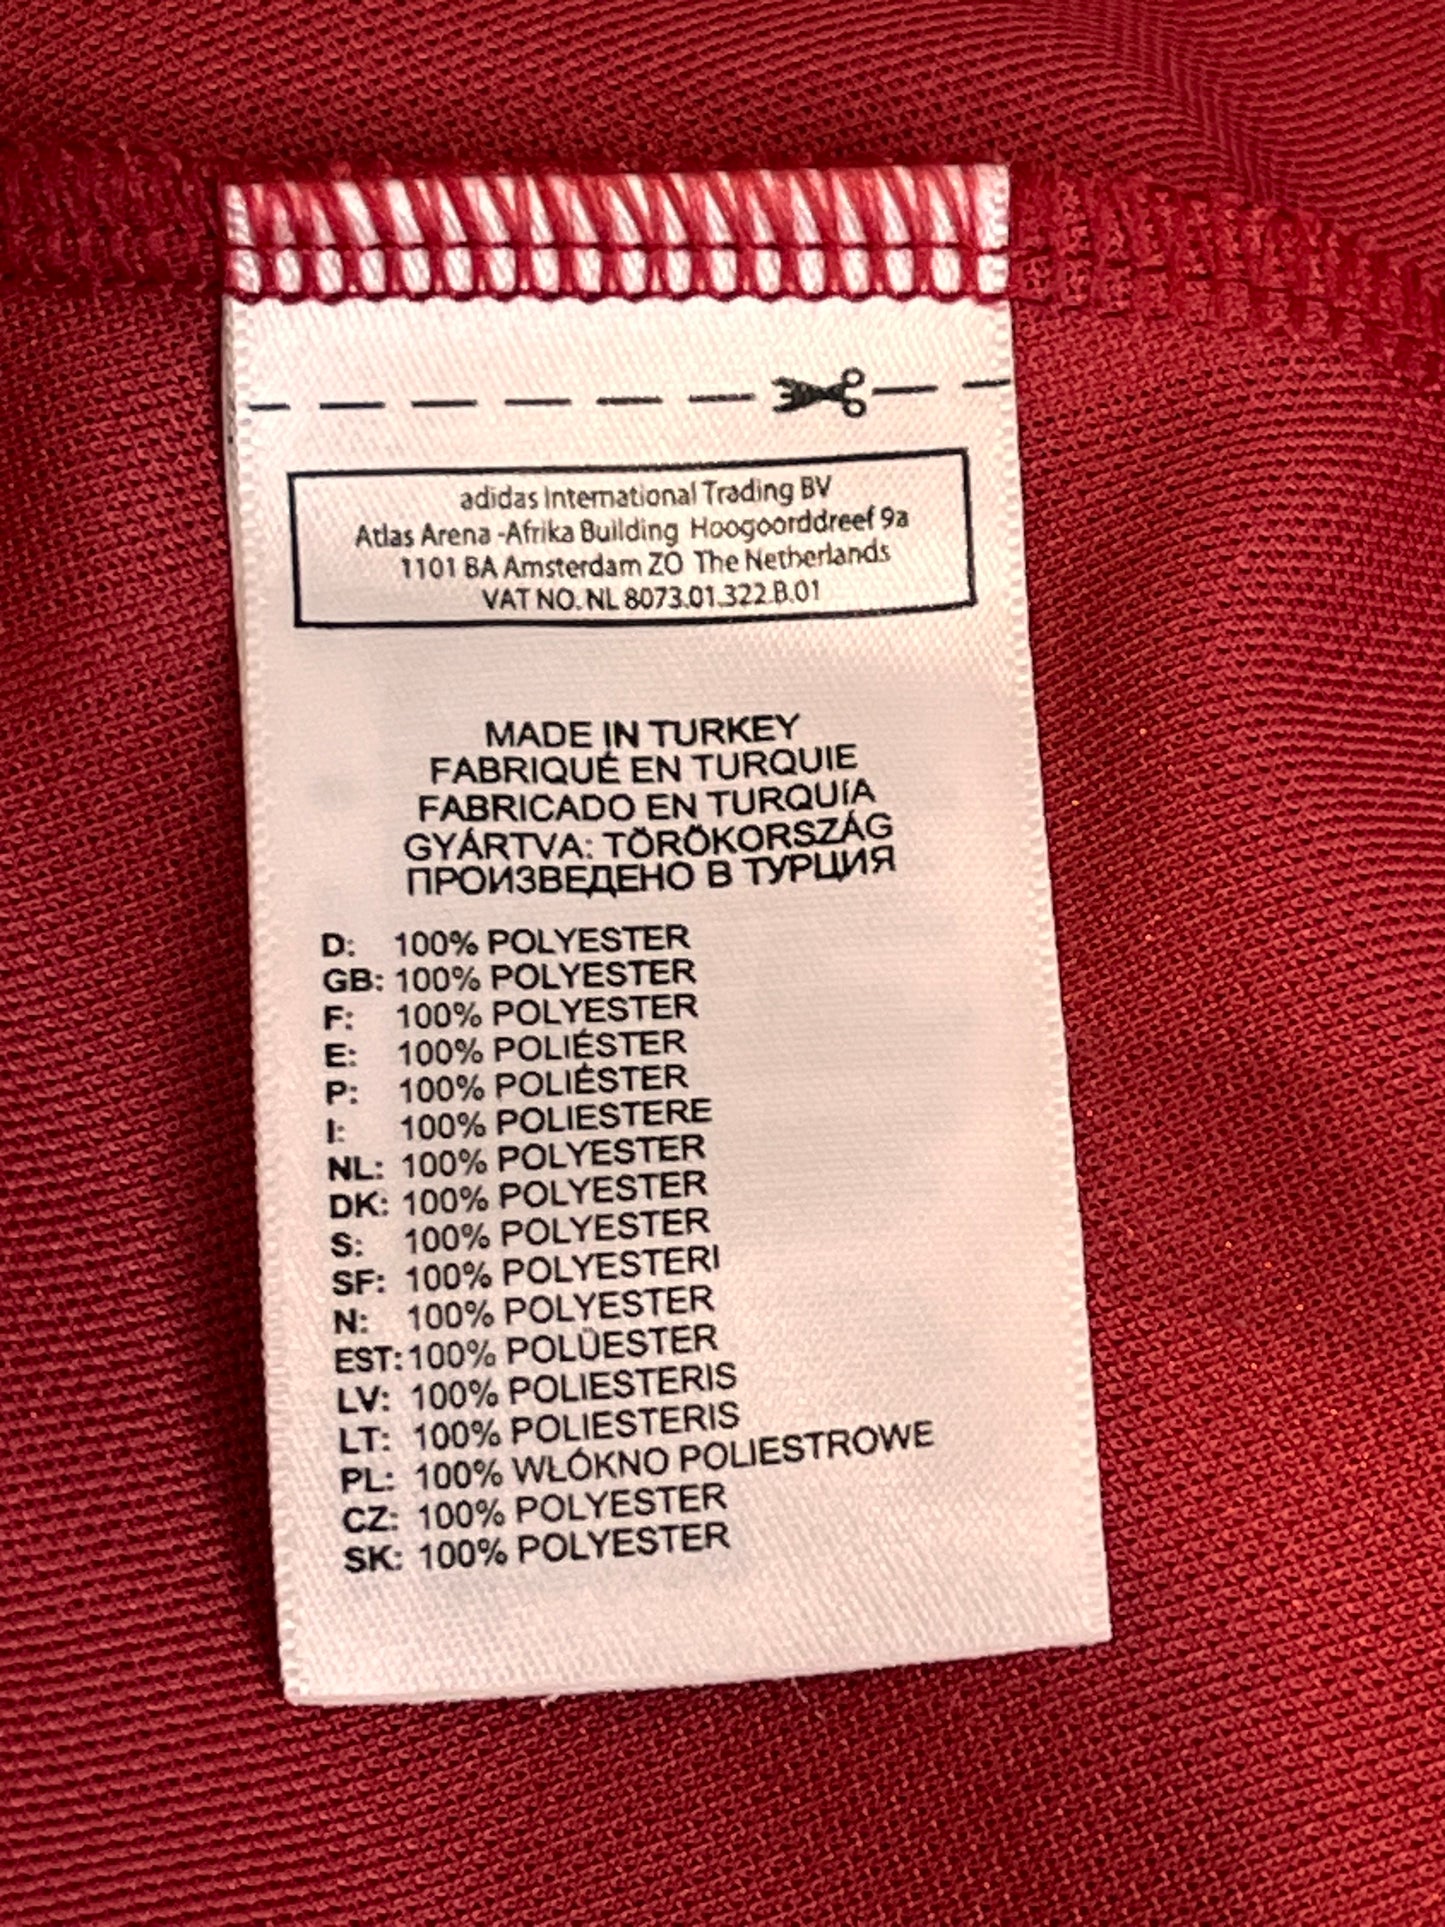 adidas International Trading BV
Atlas Arena -Afrika Building Hoogoorddreef 9a
1101 BA Amsterdam ZO The Netherlands
VAT NO. NL 8073.01.322.B.01
MADE IN TURKEY
FABRIQUÉ EN TURQUIE
FABRICADO EN TURQUÍA
GYÁRTVA: TÖRÖKORSZÁG
ПРОИЗВЕДЕНО В ТУРЦИЯ
D: 100% POLYESTER
GB: 100% POLYESTER
F: 100% POLYESTER
E: 100% POLIÉSTER
P: 100% POLIÉSTER
I: 100% POLIESTERE
NL: 100% POLYESTER
DK: 100% POLYESTER
S: 100% POLYESTER
SF: 100% POLYESTERI
N: 100% POLYESTER
EST: 100% POLÜESTER
LV: 100% POLIESTERIS
LT: 100% POLIESTERIS
PL: 100% WŁÓKNO POLIESTROWE
CZ: 100% POLYESTER
SK: 100% POLYESTER